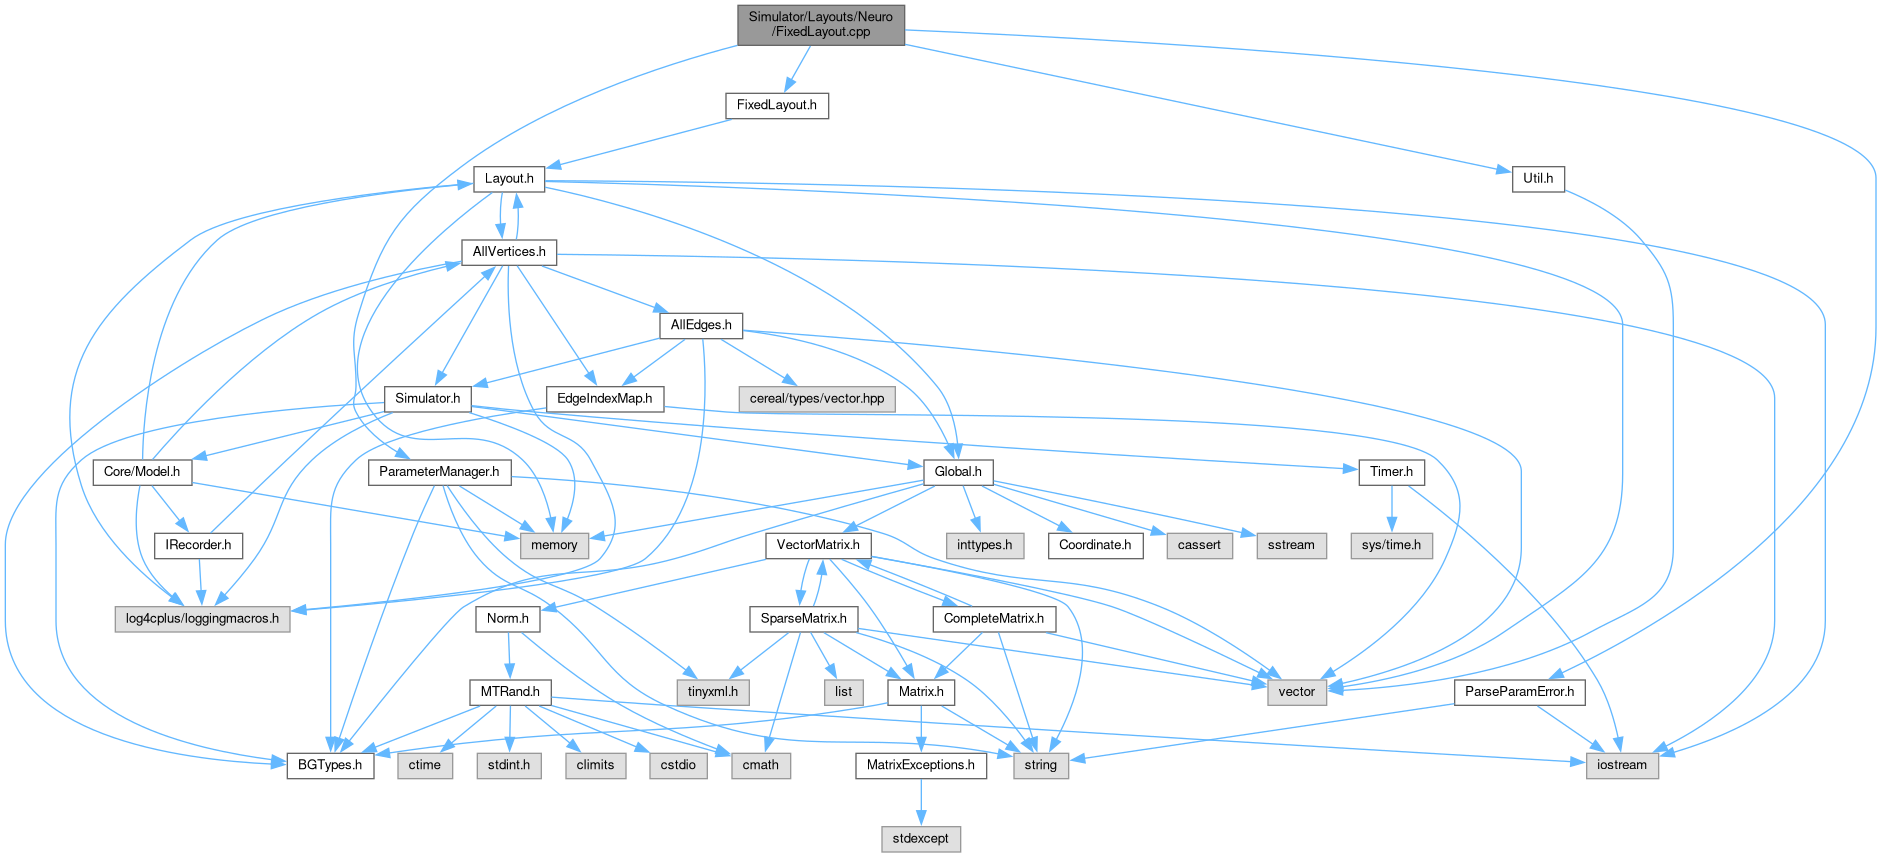 Simulator/Layouts/Neuro
/FixedLayout.cpp
FixedLayout.h
Layout.h
Util.h
AllVertices.h
AllEdges.h
Simulator.h
EdgeIndexMap.h
cereal/types/vector.hpp
Core/Model.h
ParameterManager.h
Global.h
Timer.h
IRecorder.h
memory
VectorMatrix.h
inttypes.h
Coordinate.h
cassert
sstream
sys/time.h
log4cplus/loggingmacros.h
Norm.h
SparseMatrix.h
CompleteMatrix.h
MTRand.h
tinyxml.h
list
Matrix.h
vector
ParseParamError.h
BGTypes.h
ctime
stdint.h
climits
cstdio
cmath
MatrixExceptions.h
string
iostream
stdexcept